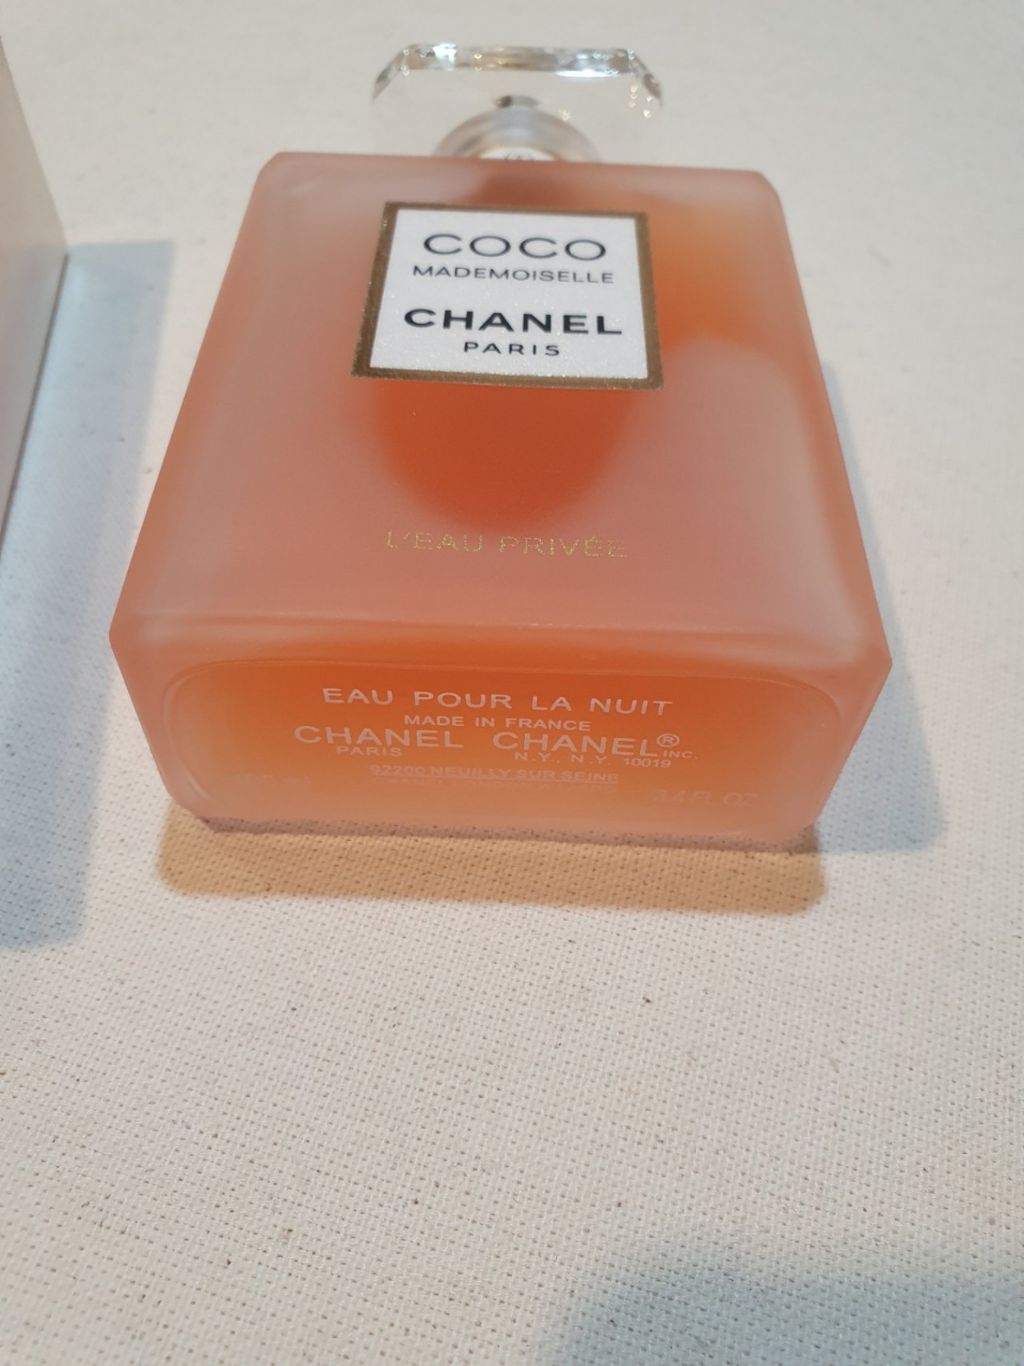 COCO
MADEMOISELLE
CHANEL
PARIS
L'EAU PRIVÉE
EAU POUR LA NUIT
MADE IN FRANCE
CHANEL CHANEL®INC.
PARIS N.Y., N.Y. 10019
92200 NEUILLY SUR SEINE
3.4 FL. OZ